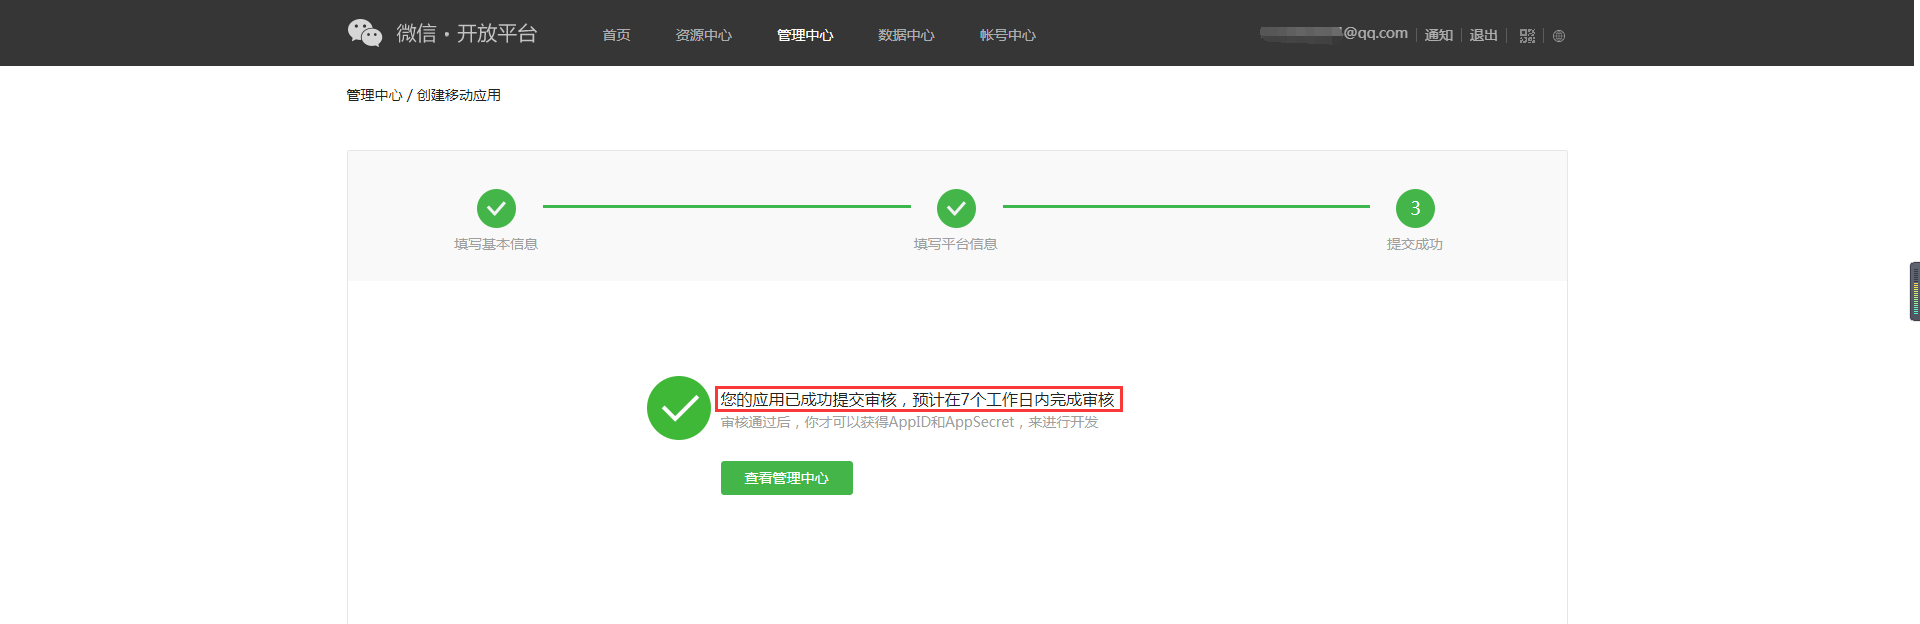 微信·开放平台 首页 资源中心 管理中心 数据中心 帐号中心 @qq.com 通知 退出
管理中心 / 创建移动应用
3
填写基本信息 填写平台信息 提交成功
您的应用已成功提交审核，预计在7个工作日内完成审核
审核通过后，你才可以获得AppID和AppSecret，来进行开发
查看管理中心